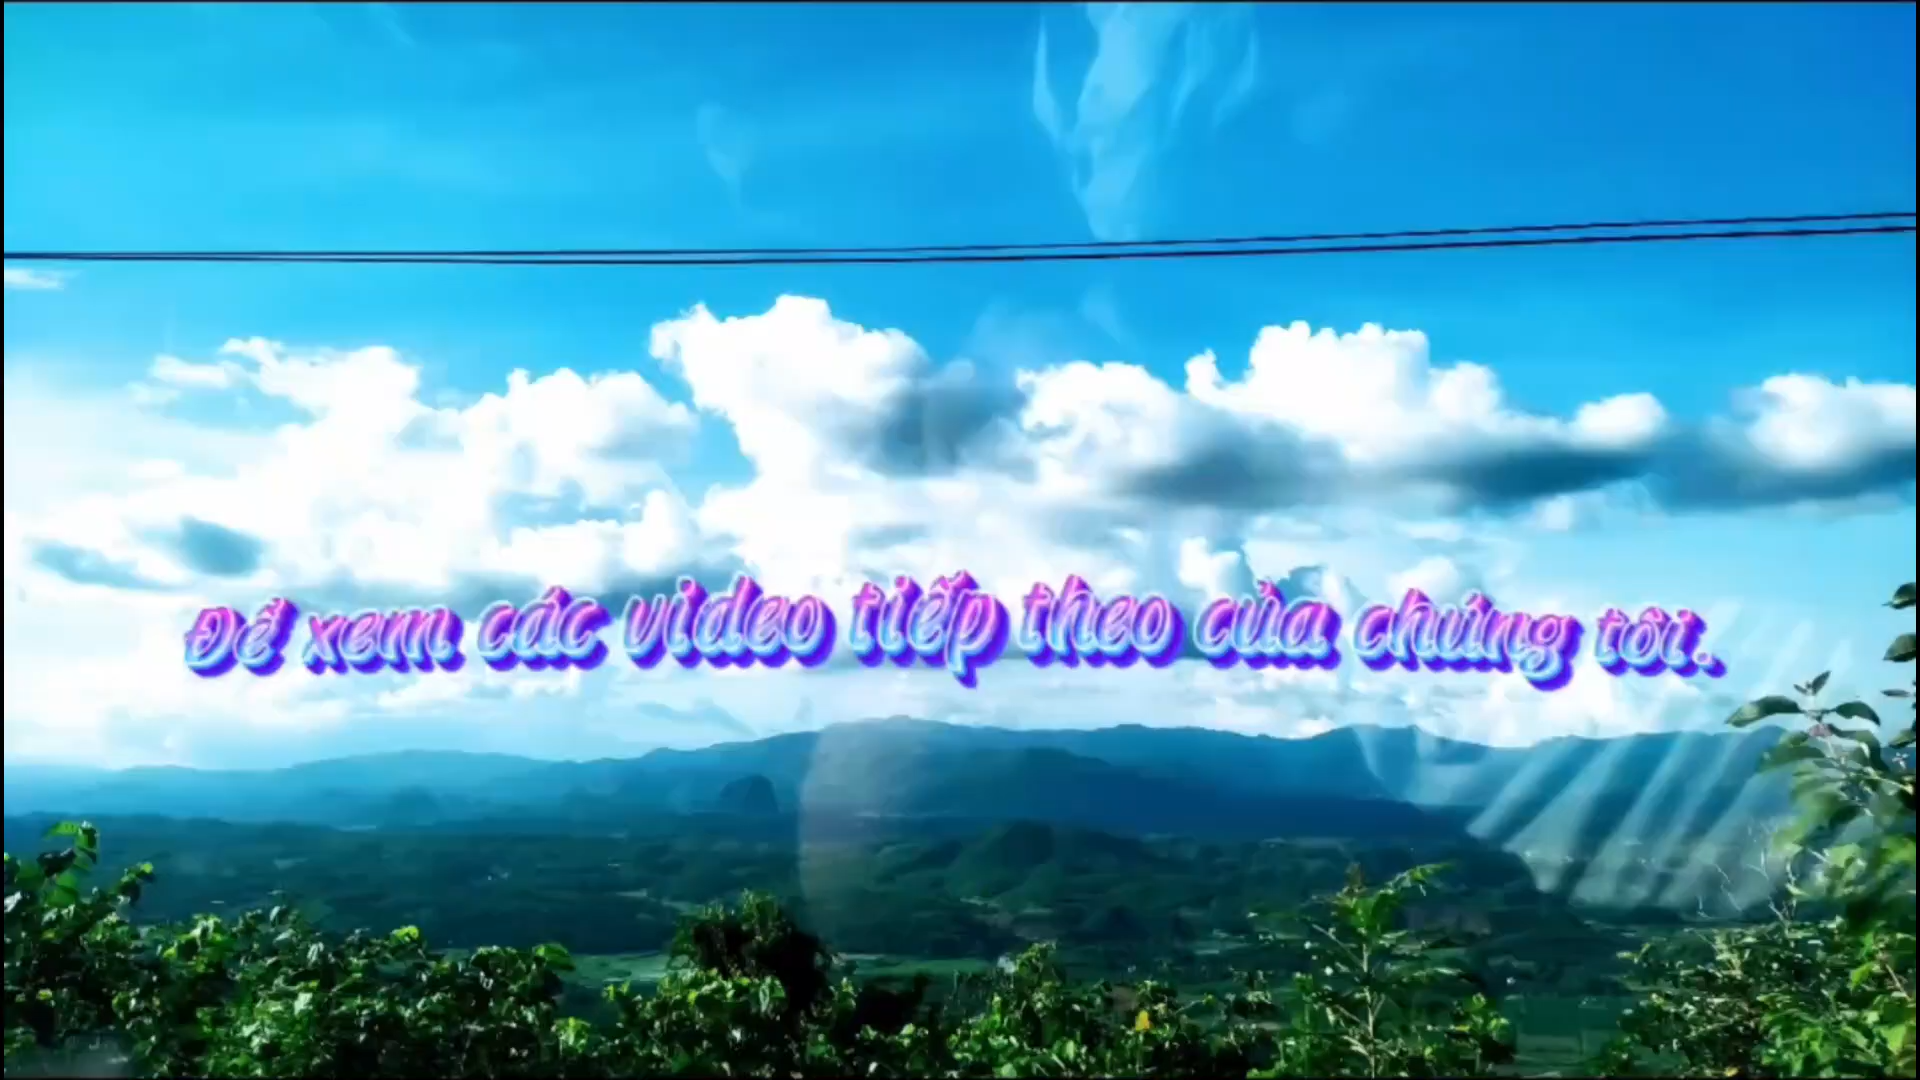 Để xem các video tiếp theo của chúng tôi.